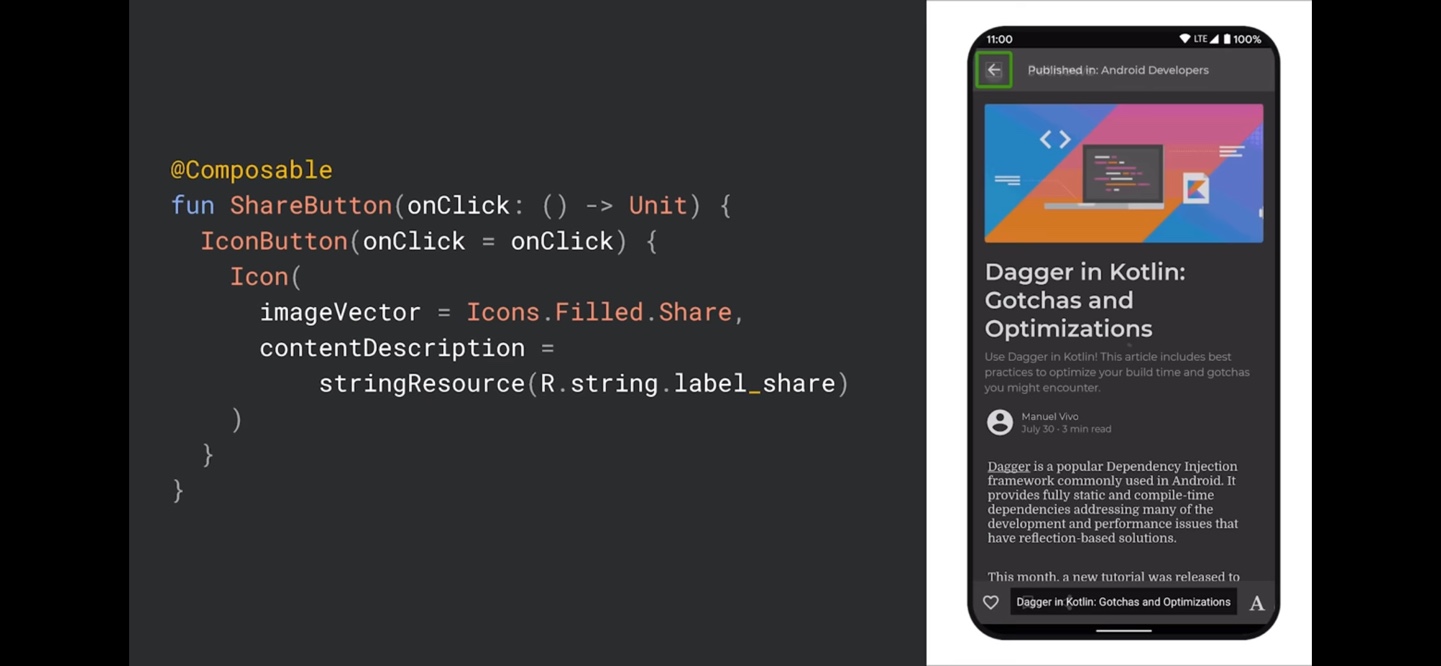 @Composable
fun ShareButton(onClick: () -> Unit) {
IconButton(onClick = onClick) {
Icon(
imageVector = Icons.Filled.Share,
contentDescription =
stringResource(R.string.label_share)
)
}
}
11:00
LTE
100%
Published in: Android Developers
Dagger in Kotlin:
Gotchas and
Optimizations
Use Dagger in Kotlin! This article includes best
practices to optimize your build time and gotchas
you might encounter.
Manuel Vivo
July 30 - 3 min read
Dagger is a popular Dependency Injection
framework commonly used in Android. It
provides fully static and compile-time
dependencies addressing many of the
development and performance issues that
have reflection-based solutions.
This month, a new tutorial was released to
Dagger in Kotlin: Gotchas and Optimizations
A